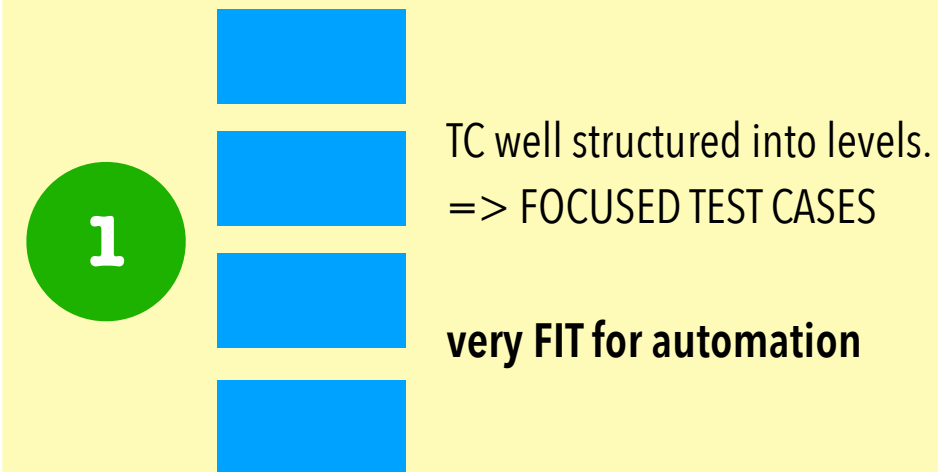 1
TC well structured into levels.
=> FOCUSED TEST CASES
very FIT for automation